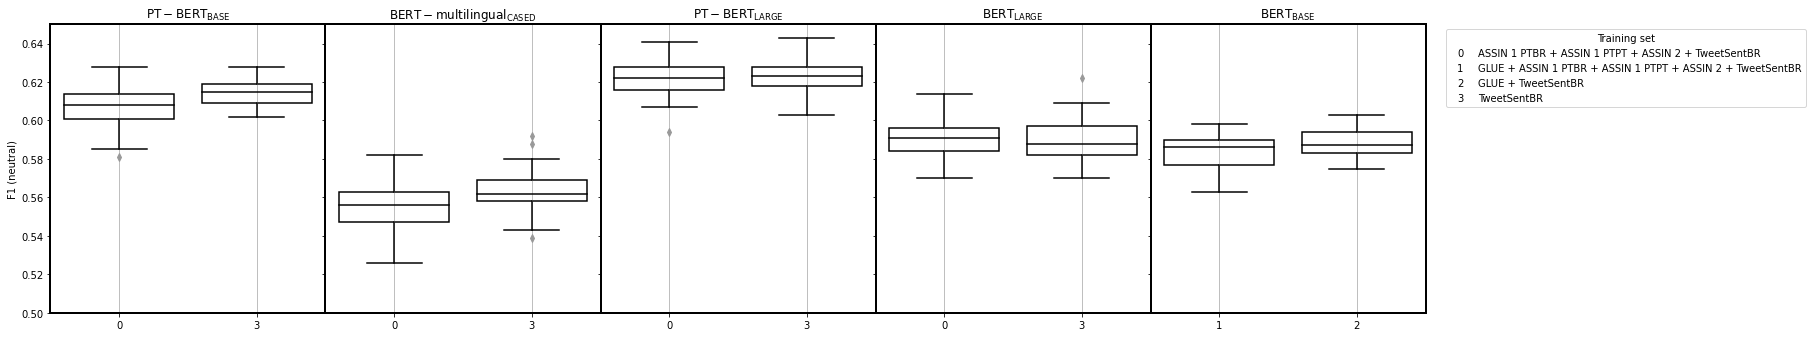 PT − BERT_BASE
BERT − multilingual_CASED
PT − BERT_LARGE
BERT_LARGE
BERT_BASE
F1 (neutral)
0.64
0.62
0.60
0.58
0.56
0.54
0.52
0.50
0 3 0 3 0 3 0 3 1 2
Training set
0 ASSIN 1 PTBR + ASSIN 1 PTPT + ASSIN 2 + TweetSentBR
1 GLUE + ASSIN 1 PTBR + ASSIN 1 PTPT + ASSIN 2 + TweetSentBR
2 GLUE + TweetSentBR
3 TweetSentBR